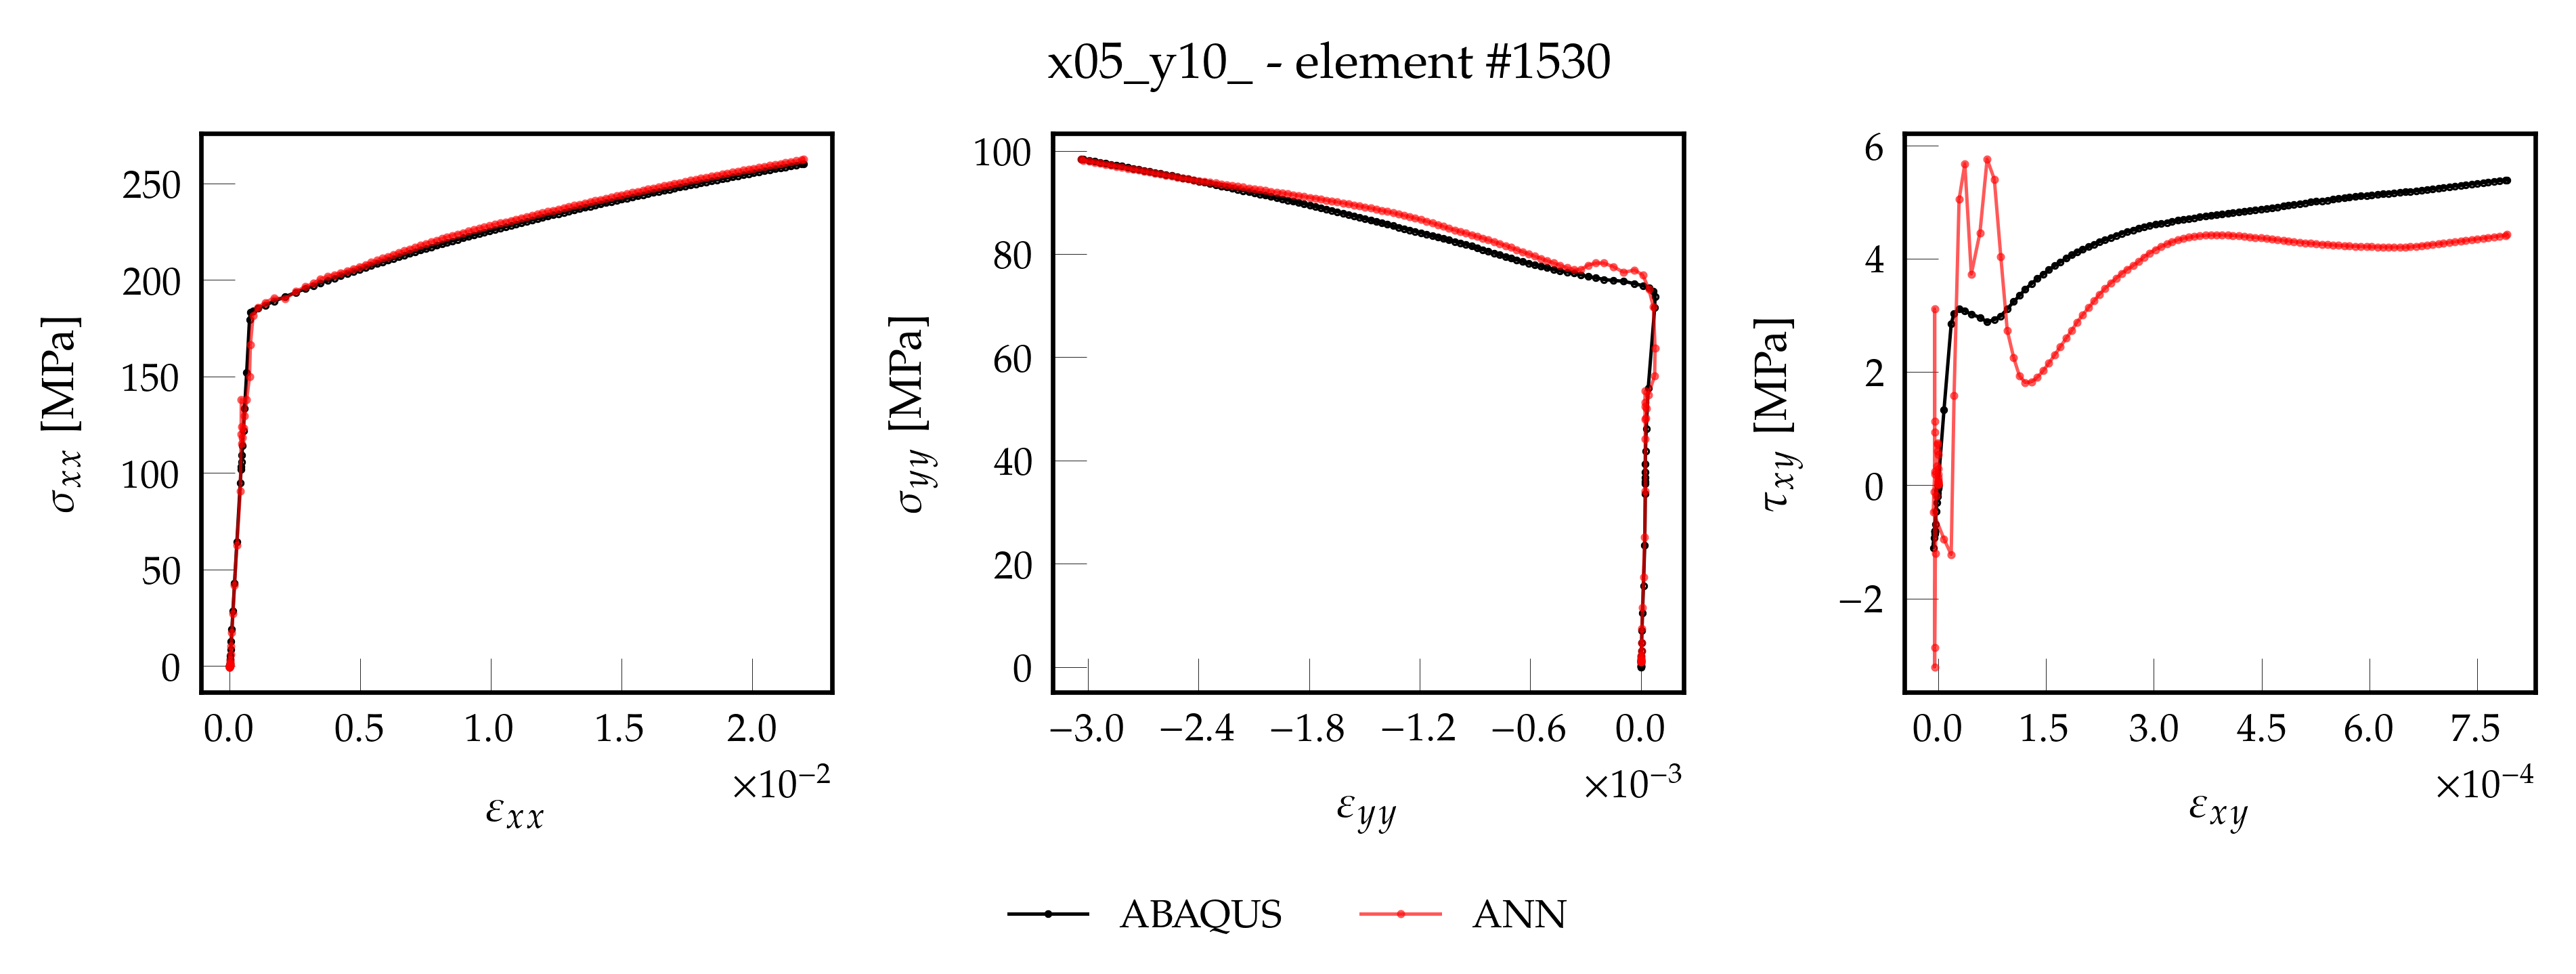 x05_y10_ - element #1530
σxx [MPa]
250
200
150
100
50
0
0.0 0.5 1.0 1.5 2.0
×10−2
εxx
σyy [MPa]
100
80
60
40
20
0
−3.0 −2.4 −1.8 −1.2 −0.6 0.0
×10−3
εyy
τxy [MPa]
6
4
2
0
−2
0.0 1.5 3.0 4.5 6.0 7.5
×10−4
εxy
ABAQUS ANN